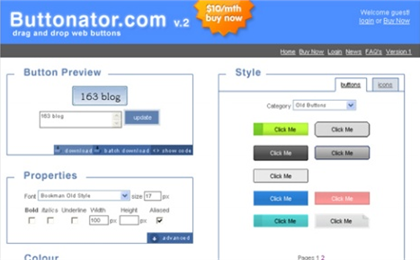 Buttonator.com v.2
drag and drop web buttons
$10/mth
buy now
Welcome guest!
login or Buy Now
Home Buy Now Login News FAQ's Version 1
Button Preview
163 blog
163 blog
update
download batch download <> show code
Properties
Font Bookman Old Style size 17 px
Bold Italics Underline Width Height Aliased
100 px px
advanced
Colour
Style
buttons icons
Category Old Buttons
Click Me Click Me
Click Me Click Me
Click Me
Click Me Click Me
Click Me Click Me
Pages 1 2